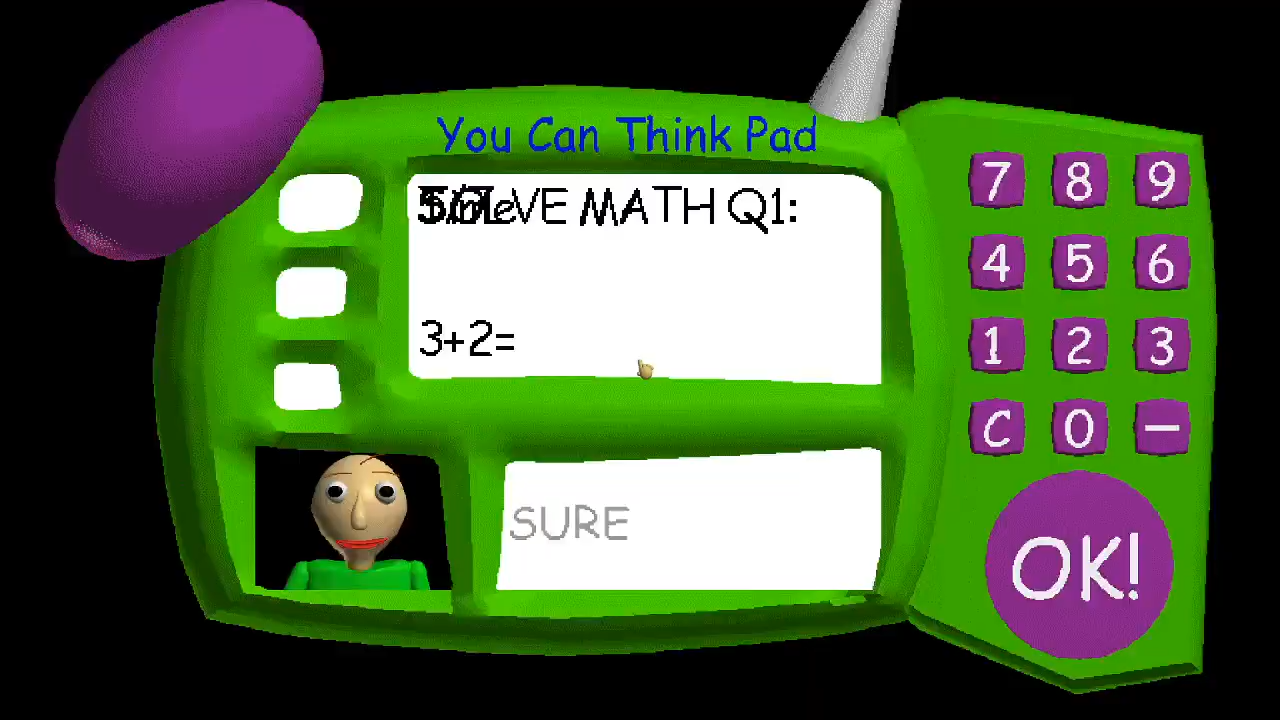 You Can Think Pad
VE MATH Q1:
3+2=
SURE
7 8 9
4 5 6
1 2 3
C 0 −
OK!